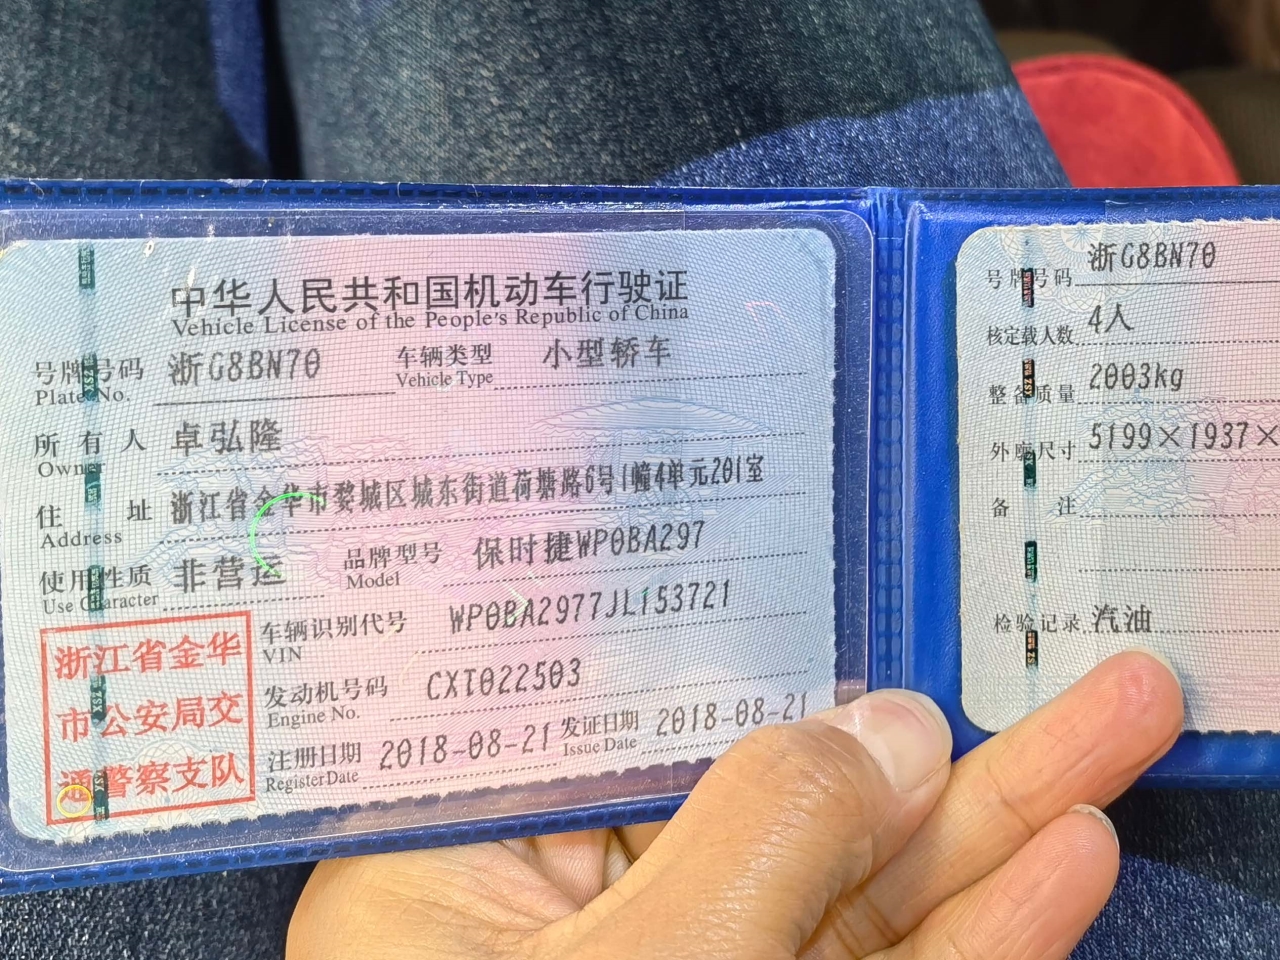 中华人民共和国机动车行驶证
Vehicle License of the People's Republic of China
号牌号码 浙G8BN70 车辆类型 小型轿车
Plate No. Vehicle Type
所有人 卓弘隆
Owner
住址 浙江省金华市婺城区城东街道荷塘路6号1幢4单元201室
Address
使用性质 非营运 品牌型号 保时捷WP0BA297
Use Character Model
车辆识别代号 WP0BA2977JL153721
VIN
发动机号码 CXT022503
Engine No.
注册日期 2018-08-21 发证日期 2018-08-21
Register Date Issue Date
浙江省金华
市公安局交
通警察支队
号牌号码 浙G8BN70
核定载人数 4人
整备质量 2003kg
外廓尺寸 5199×1937×
备注
检验记录 汽油